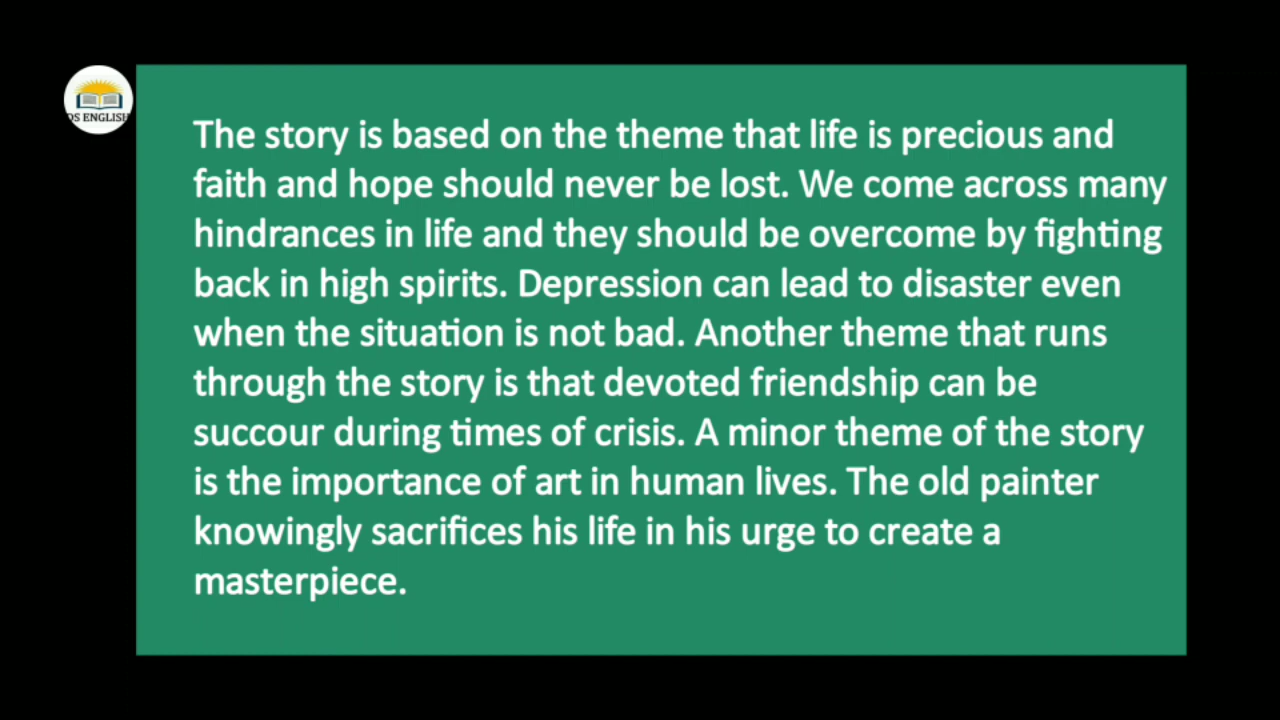 DS ENGLISH
The story is based on the theme that life is precious and
faith and hope should never be lost. We come across many
hindrances in life and they should be overcome by fighting
back in high spirits. Depression can lead to disaster even
when the situation is not bad. Another theme that runs
through the story is that devoted friendship can be
succour during times of crisis. A minor theme of the story
is the importance of art in human lives. The old painter
knowingly sacrifices his life in his urge to create a
masterpiece.